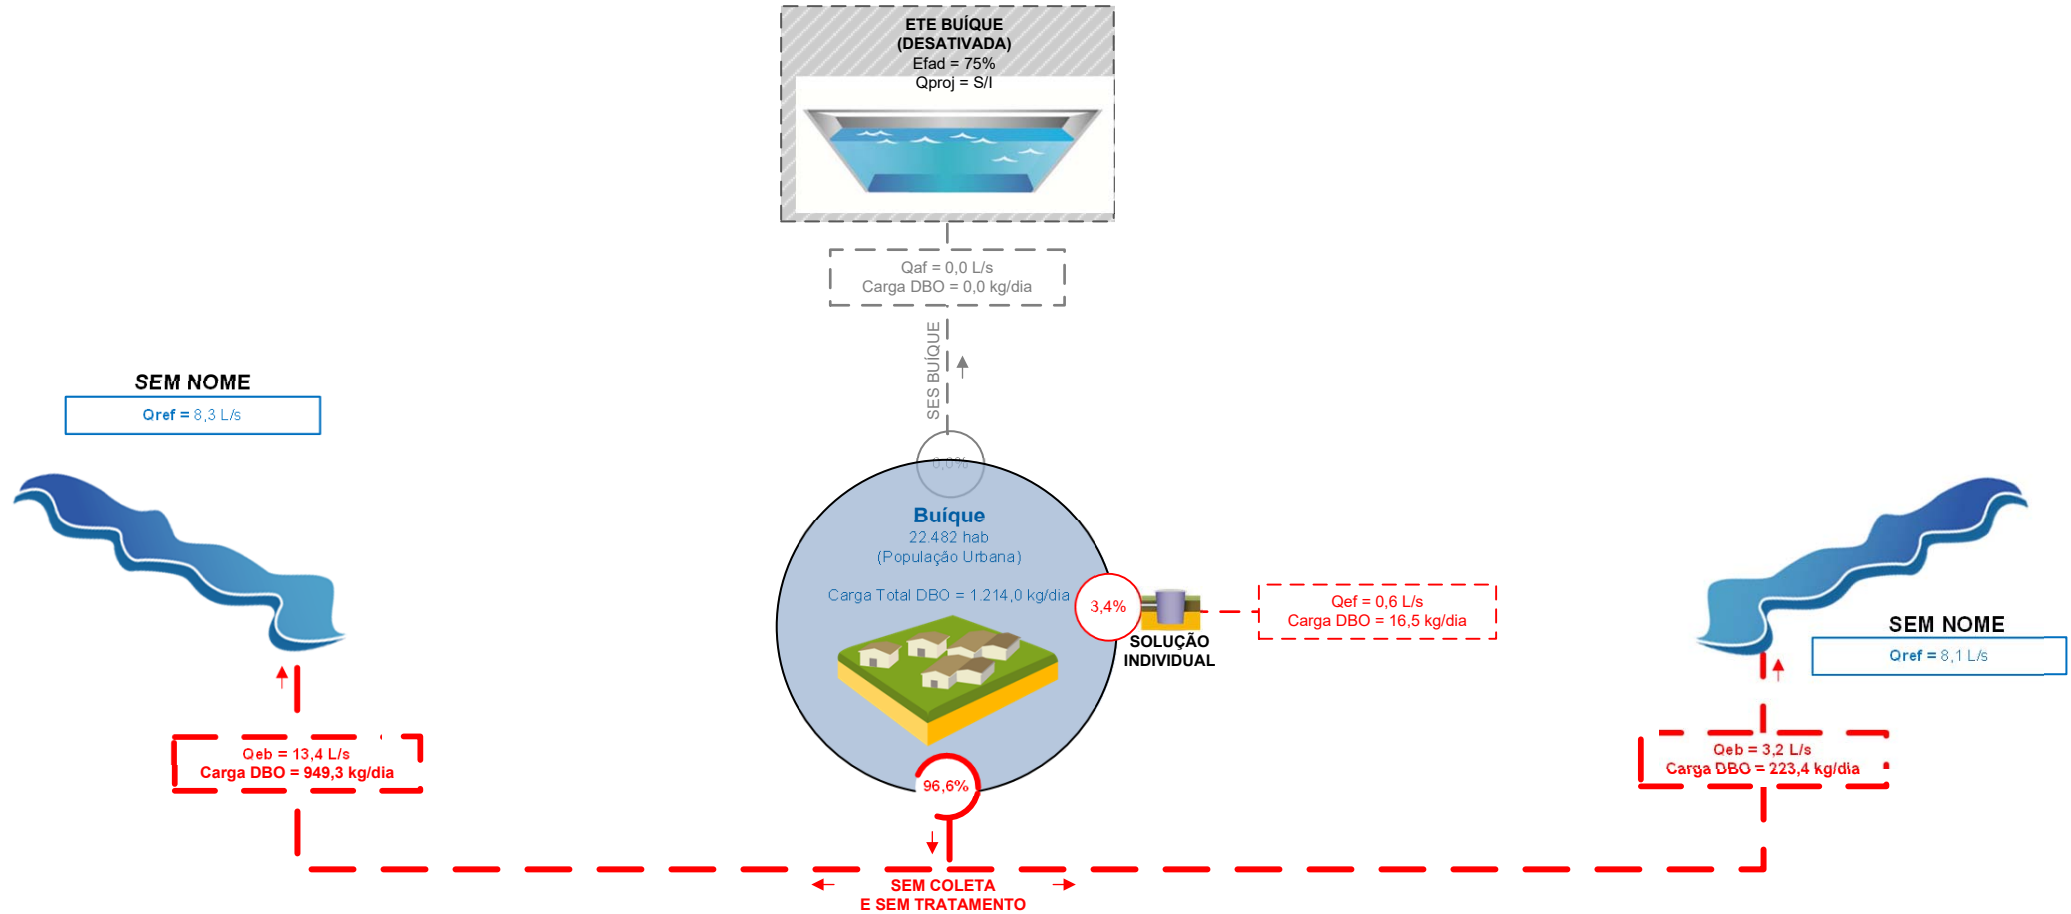 ETE BUÍQUE
(DESATIVADA)
Efad = 75%
Qproj = S/I
Qaf = 0,0 L/s
Carga DBO = 0,0 kg/dia
SES BUÍQUE
SEM NOME
Qref = 8,3 L/s
0,0%
Buíque
22.482 hab
(População Urbana)
Carga Total DBO = 1.214,0 kg/dia
3,4%
SOLUÇÃO
INDIVIDUAL
Qef = 0,6 L/s
Carga DBO = 16,5 kg/dia
SEM NOME
Qref = 8,1 L/s
Qeb = 13,4 L/s
Carga DBO = 949,3 kg/dia
96,6%
Qeb = 3,2 L/s
Carga DBO = 223,4 kg/dia
SEM COLETA
E SEM TRATAMENTO